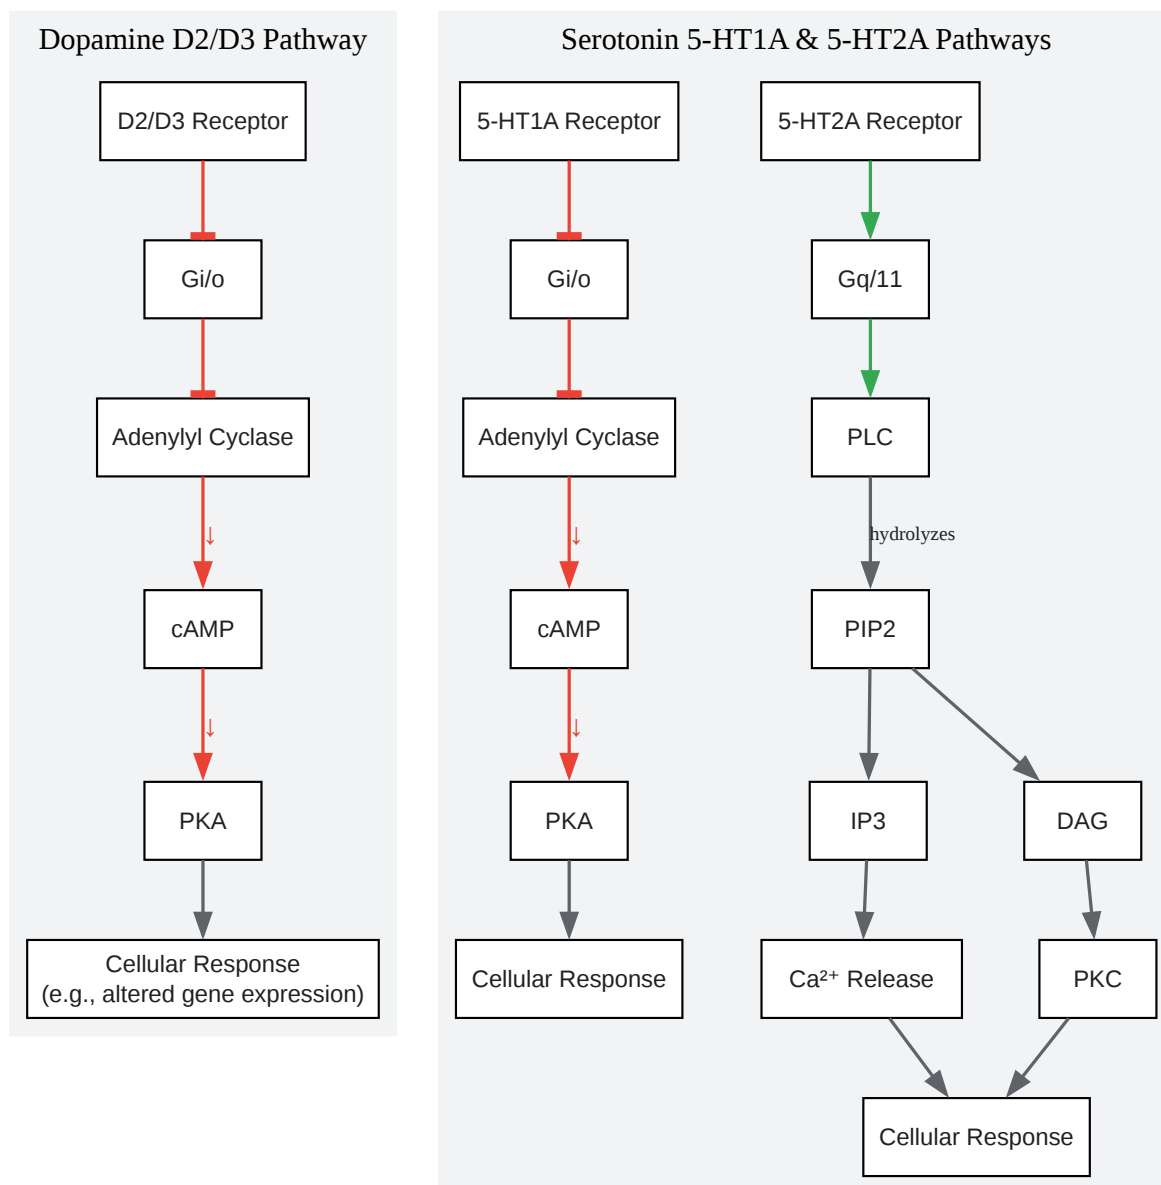 Dopamine D2/D3 Pathway
D2/D3 Receptor
Gi/o
Adenylyl Cyclase
↓
cAMP
↓
PKA
Cellular Response
(e.g., altered gene expression)
Serotonin 5-HT1A & 5-HT2A Pathways
5-HT1A Receptor
Gi/o
Adenylyl Cyclase
↓
cAMP
↓
PKA
Cellular Response
5-HT2A Receptor
Gq/11
PLC
hydrolyzes
PIP2
IP3
DAG
Ca²⁺ Release
PKC
Cellular Response